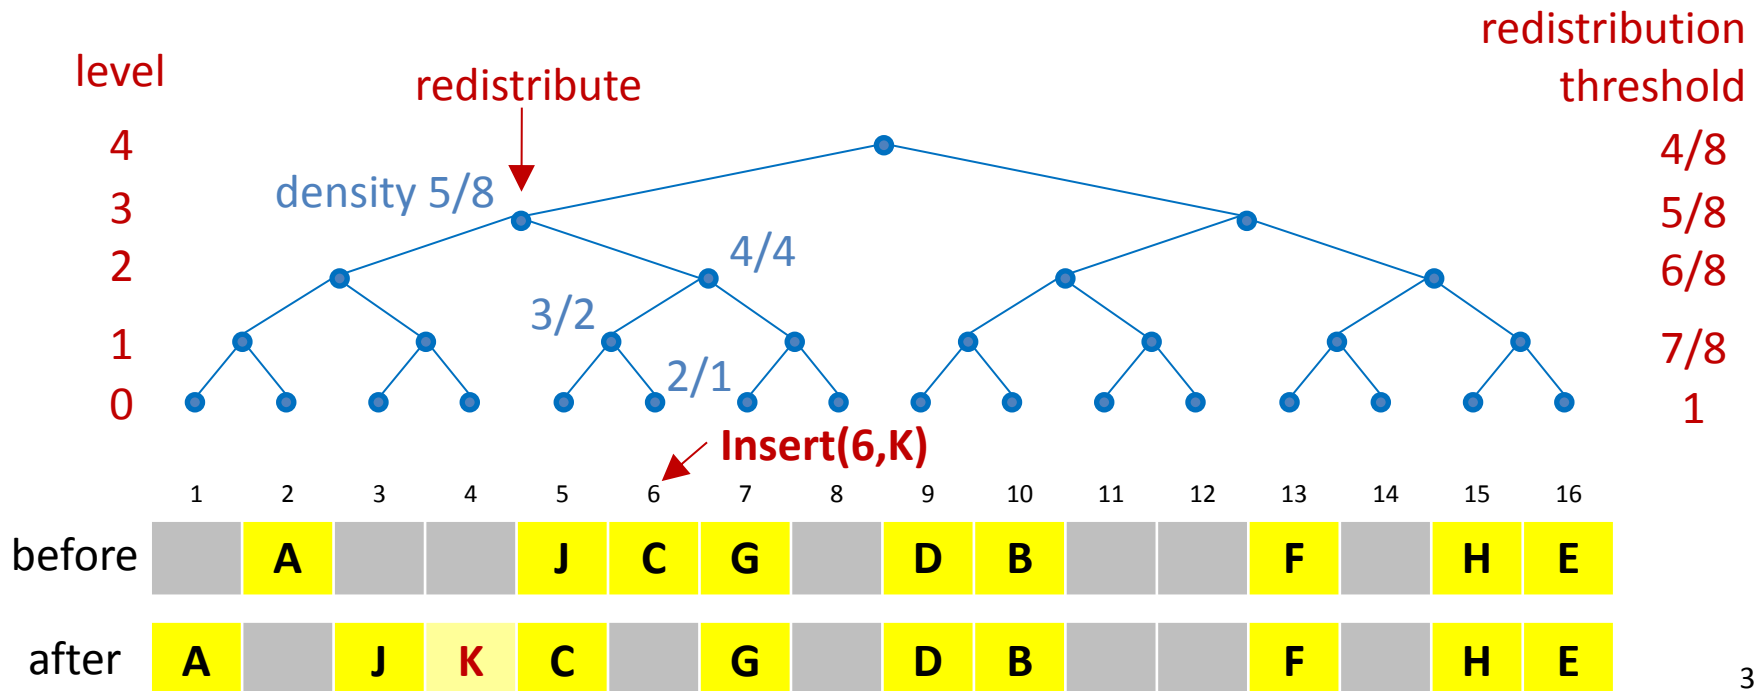 redistribution
threshold
level
redistribute
4
4/8
density 5/8
3
5/8
4/4
2
6/8
3/2
1
7/8
2/1
0
1
Insert(6,K)
1 2 3 4 5 6 7 8 9 10 11 12 13 14 15 16
before A J C G D B F H E
after A J K C G D B F H E
3